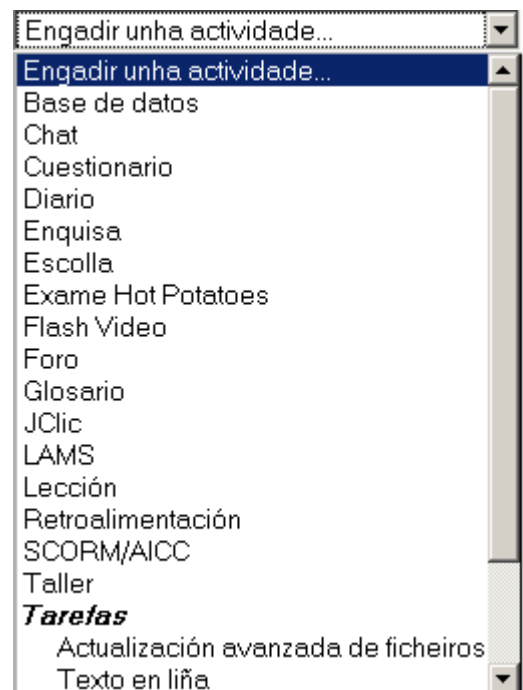 Engadir unha actividade...
Engadir unha actividade...
Base de datos
Chat
Cuestionario
Diario
Enquisa
Escolla
Exame Hot Potatoes
Flash Video
Foro
Glosario
JClic
LAMS
Lección
Retroalimentación
SCORM/AICC
Taller
Tarefas
Actualización avanzada de ficheiros
Texto en liña